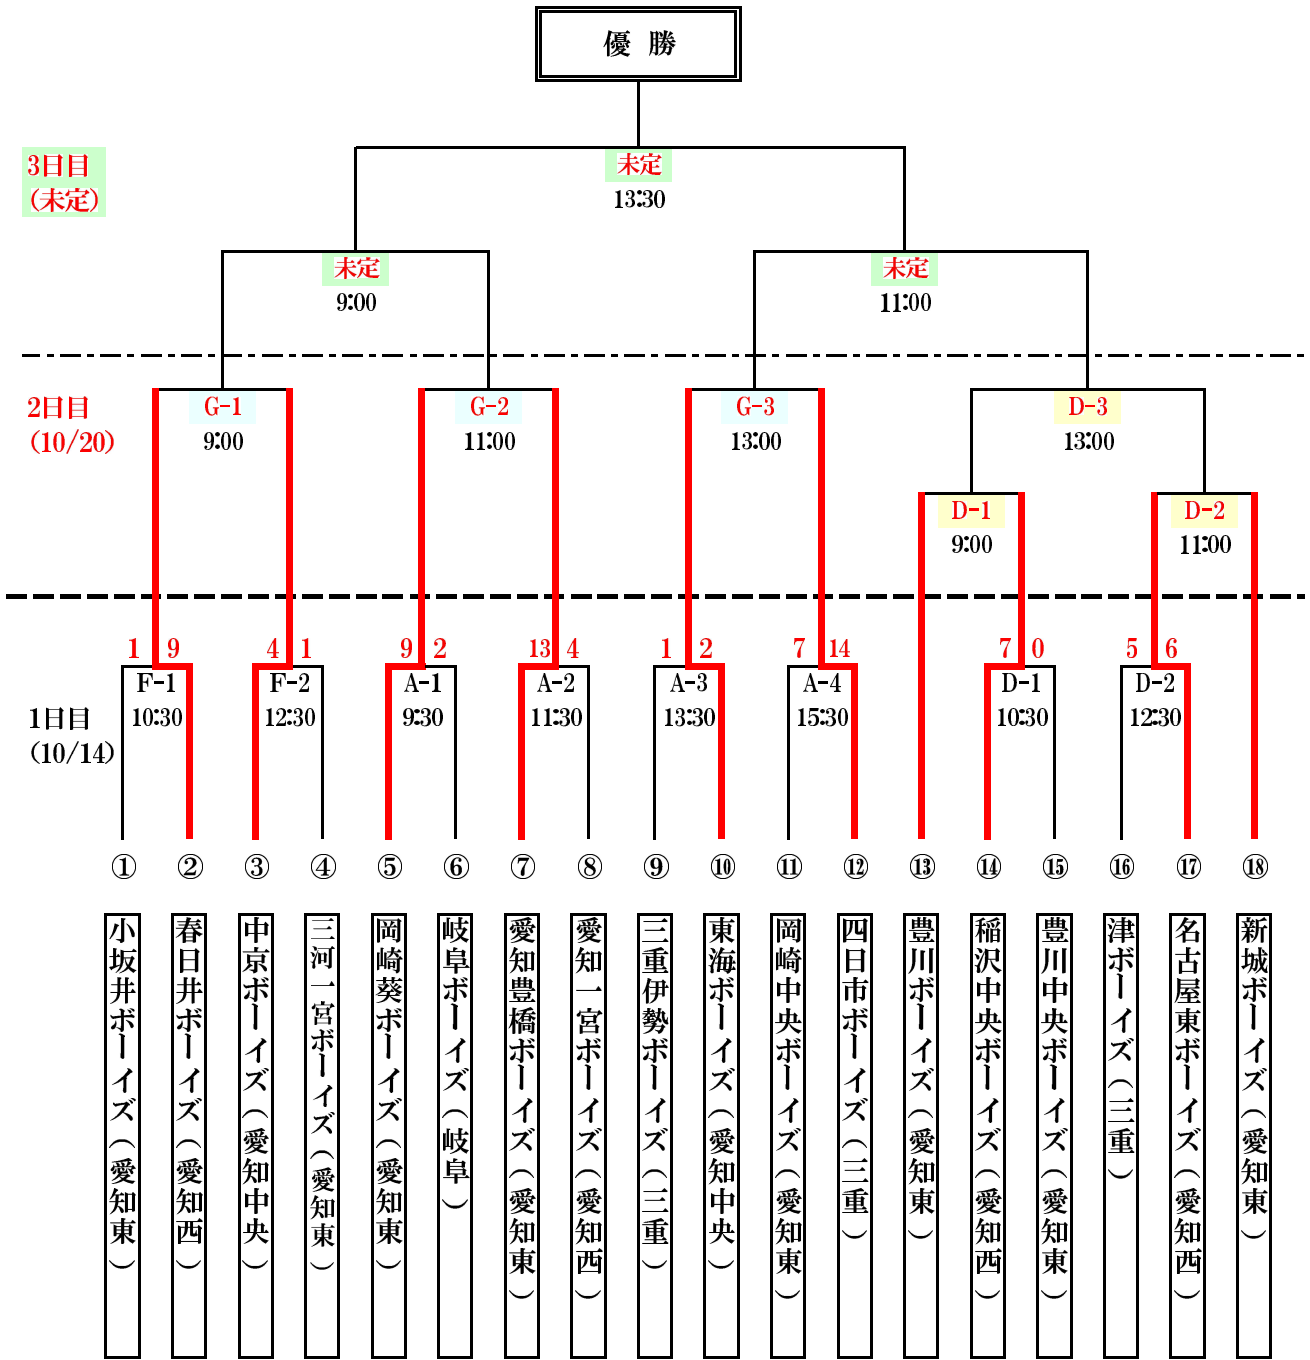 優 勝
3日目
(未定)
未定
13:30
未定
9:00
未定
11:00
2日目
(10/20)
G-1
9:00
G-2
11:00
G-3
13:00
D-3
13:00
D-1
9:00
D-2
11:00
1 9
4 1
9 2
13 4
1 2
7 14
7 0
5 6
1日目
(10/14)
F-1
10:30
F-2
12:30
A-1
9:30
A-2
11:30
A-3
13:30
A-4
15:30
D-1
10:30
D-2
12:30
① ② ③ ④ ⑤ ⑥ ⑦ ⑧ ⑨ ⑩ ⑪ ⑫ ⑬ ⑭ ⑮ ⑯ ⑰ ⑱
小坂井ボーイズ(愛知東)
春日井ボーイズ(愛知西)
中京ボーイズ(愛知中央)
三河一宮ボーイズ(愛知東)
岡崎葵ボーイズ(愛知東)
岐阜ボーイズ(岐阜)
愛知豊橋ボーイズ(愛知東)
愛知一宮ボーイズ(愛知西)
三重伊勢ボーイズ(三重)
東海ボーイズ(愛知中央)
岡崎中央ボーイズ(愛知東)
四日市ボーイズ(三重)
豊川ボーイズ(愛知東)
稲沢中央ボーイズ(愛知西)
豊川中央ボーイズ(愛知東)
津ボーイズ(三重)
名古屋東ボーイズ(愛知西)
新城ボーイズ(愛知東)